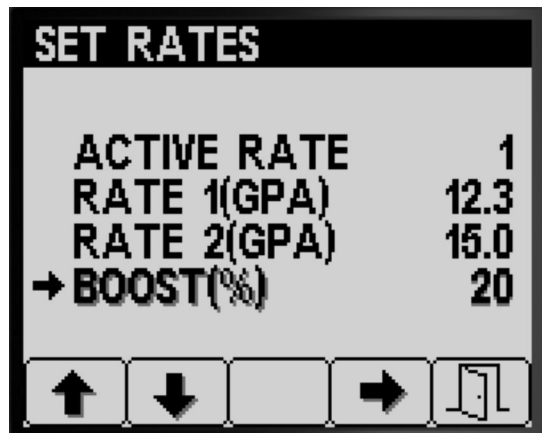 SET RATES
ACTIVE RATE 1
RATE 1(GPA) 12.3
RATE 2(GPA) 15.0
BOOST(%) 20